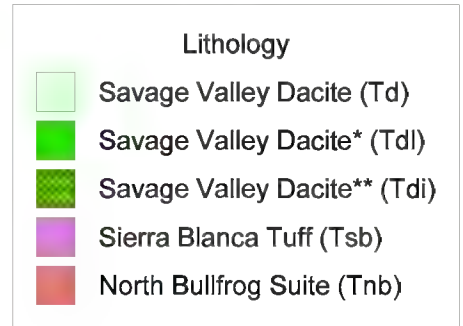 Lithology
Savage Valley Dacite (Td)
Savage Valley Dacite* (Tdl)
Savage Valley Dacite** (Tdi)
Sierra Blanca Tuff (Tsb)
North Bullfrog Suite (Tnb)